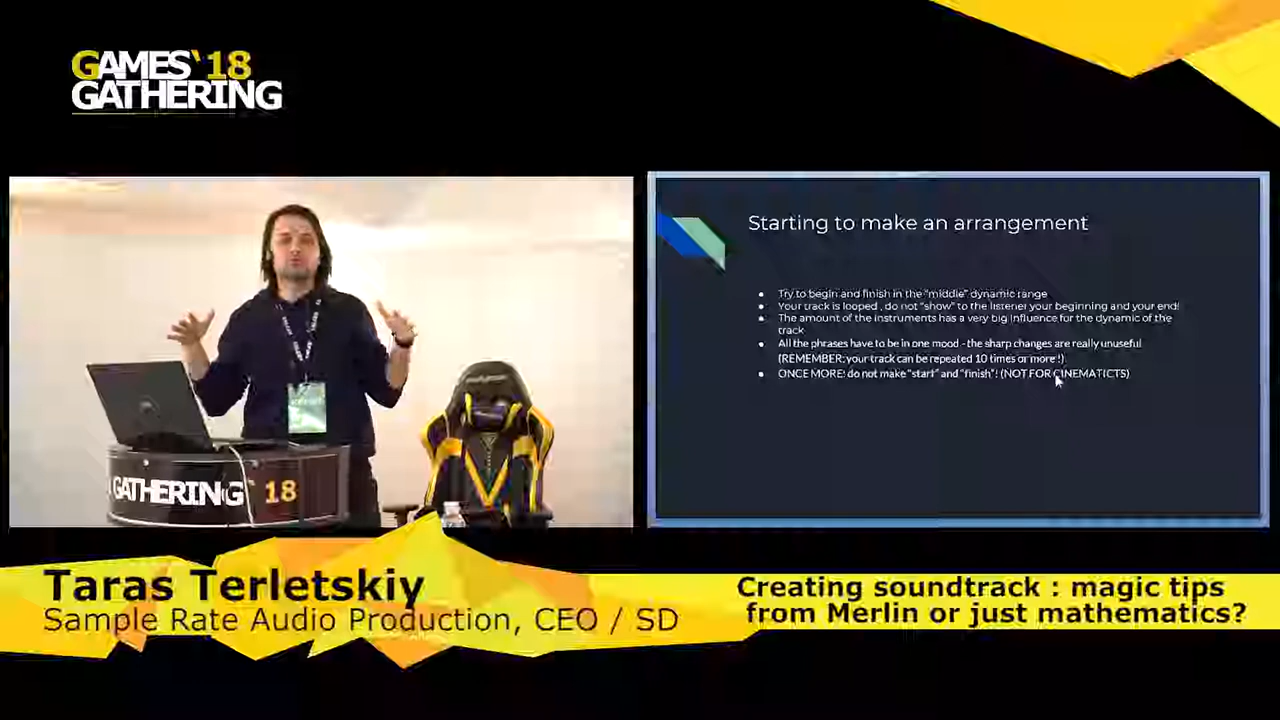 GAMES`18
GATHERING
Starting to make an arrangement
Try to begin and finish in the "middle" dynamic range
Your track is looped , do not "show" to the listener your beginning and your end!
The amount of the instruments has a very big influence for the dynamic of the
track
All the phrases have to be in one mood - the sharp changes are really unuseful
(REMEMBER: your track can be repeated 10 times or more !)
ONCE MORE: do not make "start" and "finish"! (NOT FOR CINEMATICTS)
GATHERING `18
Taras Terletskiy
Sample Rate Audio Production, CEO / SD
Creating soundtrack : magic tips
from Merlin or just mathematics?